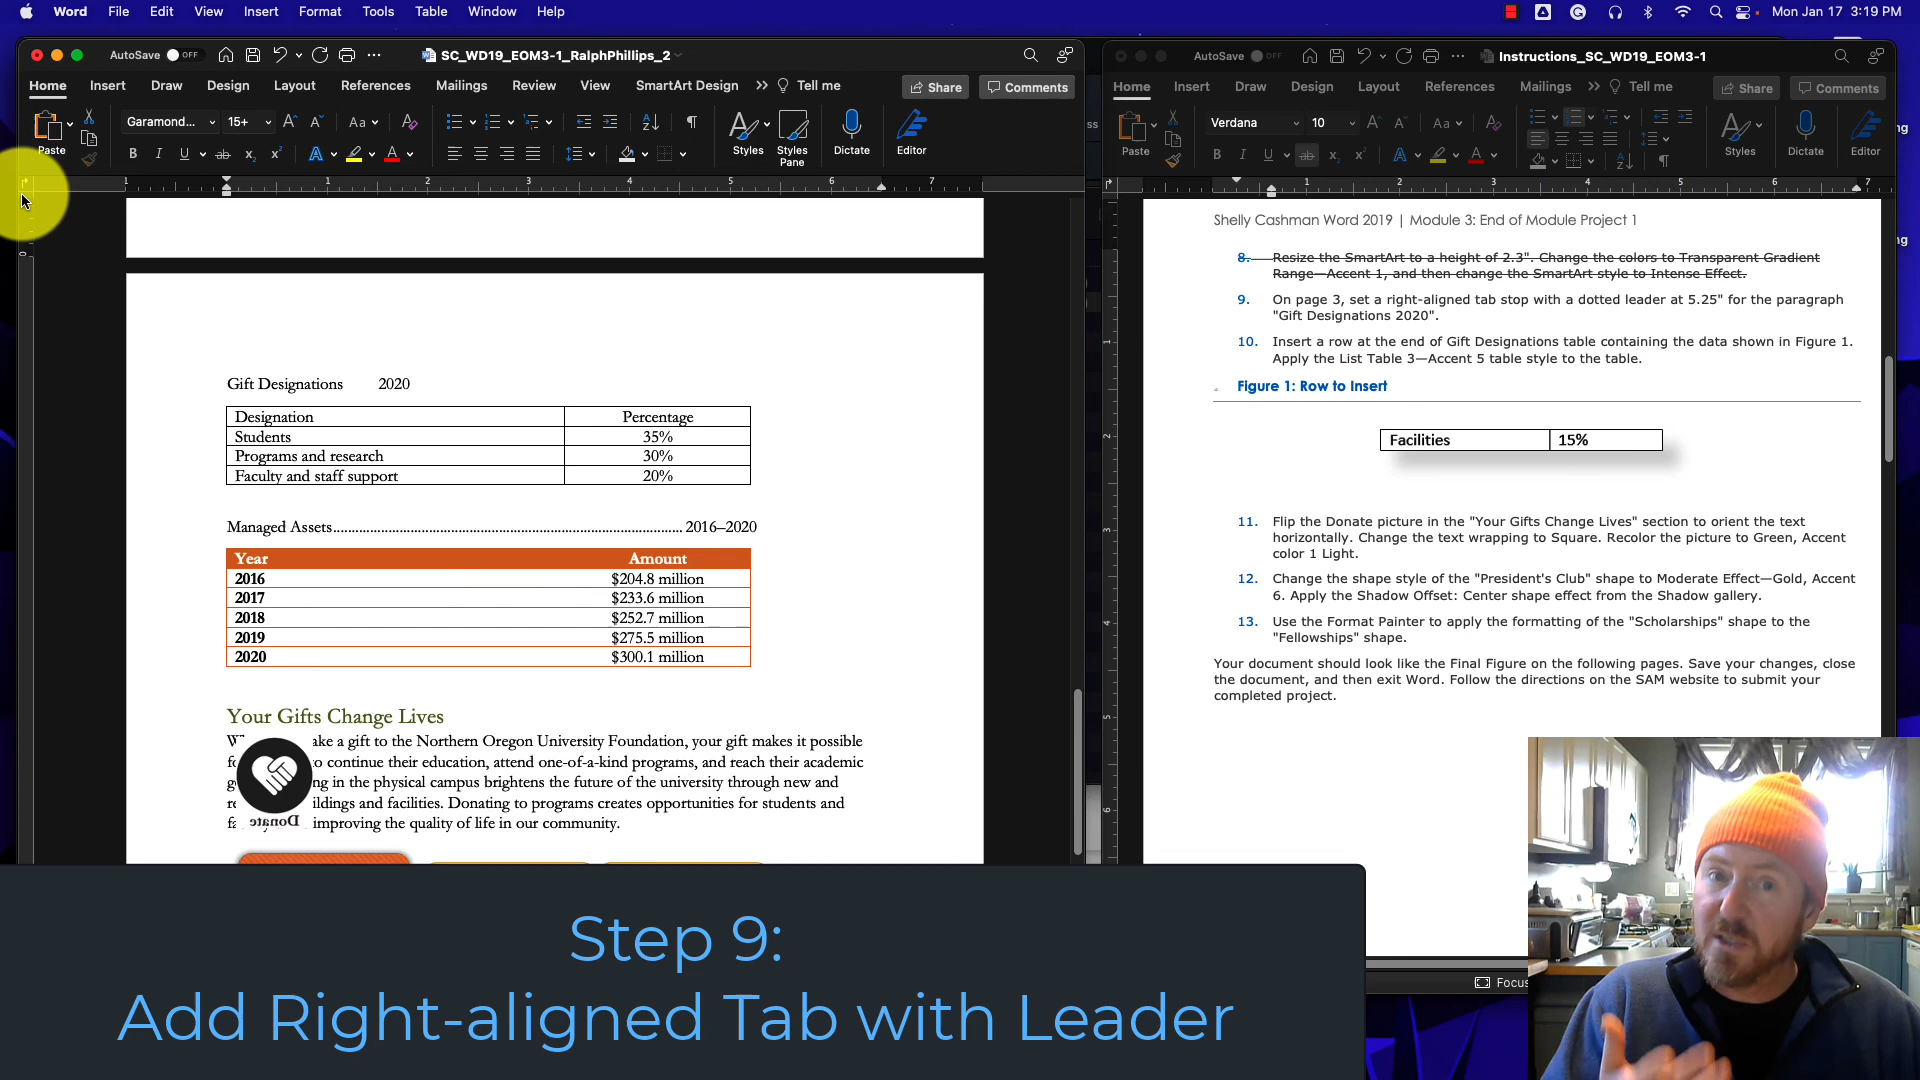 Word File Edit View Insert Format Tools Table Window Help
Mon Jan 17 3:19 PM
AutoSave OFF SC_WD19_EOM3-1_RalphPhillips_2
Home Insert Draw Design Layout References Mailings Review View SmartArt Design Tell me Share Comments
Paste Garamond... 15+ Styles Styles Pane Dictate Editor
Gift Designations 2020
Designation Percentage
Students 35%
Programs and research 30%
Faculty and staff support 20%
Managed Assets 2016–2020
Year Amount
2016 $204.8 million
2017 $233.6 million
2018 $252.7 million
2019 $275.5 million
2020 $300.1 million
Your Gifts Change Lives
ake a gift to the Northern Oregon University Foundation, your gift makes it possible
to continue their education, attend one-of-a-kind programs, and reach their academic
ng in the physical campus brightens the future of the university through new and
ildings and facilities. Donating to programs creates opportunities for students and
improving the quality of life in our community.
Donate
AutoSave OFF Instructions_SC_WD19_EOM3-1
Home Insert Draw Design Layout References Mailings Tell me Share Comments
Paste Verdana 10 Styles Dictate Editor
Shelly Cashman Word 2019 | Module 3: End of Module Project 1
8. Resize the SmartArt to a height of 2.3". Change the colors to Transparent Gradient
Range—Accent 1, and then change the SmartArt style to Intense Effect.
9. On page 3, set a right-aligned tab stop with a dotted leader at 5.25" for the paragraph
"Gift Designations 2020".
10. Insert a row at the end of Gift Designations table containing the data shown in Figure 1.
Apply the List Table 3—Accent 5 table style to the table.
Figure 1: Row to Insert
Facilities 15%
11. Flip the Donate picture in the "Your Gifts Change Lives" section to orient the text
horizontally. Change the text wrapping to Square. Recolor the picture to Green, Accent
color 1 Light.
12. Change the shape style of the "President's Club" shape to Moderate Effect—Gold, Accent
6. Apply the Shadow Offset: Center shape effect from the Shadow gallery.
13. Use the Format Painter to apply the formatting of the "Scholarships" shape to the
"Fellowships" shape.
Your document should look like the Final Figure on the following pages. Save your changes, close
the document, and then exit Word. Follow the directions on the SAM website to submit your
completed project.
Focus
Step 9:
Add Right-aligned Tab with Leader